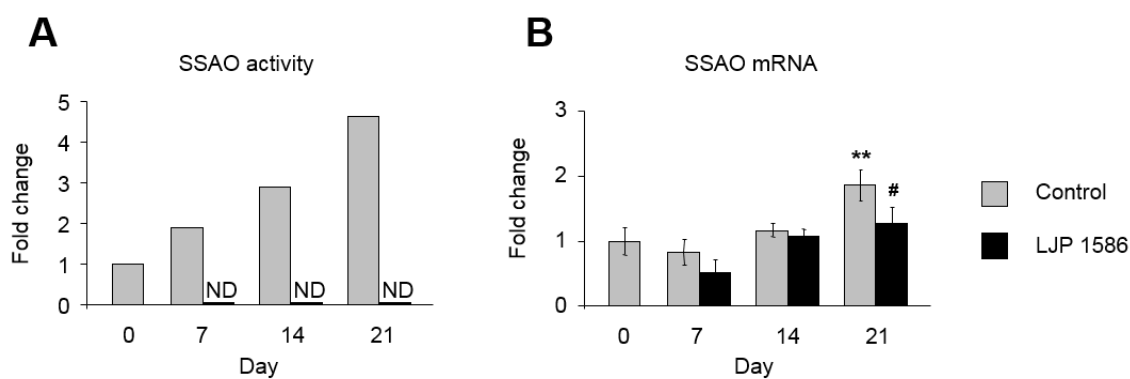 A
SSAO activity
Fold change
5
4
3
2
1
0
ND
ND
ND
0 7 14 21
Day
B
SSAO mRNA
Fold change
3
2
1
0
**
#
0 7 14 21
Day
Control
LJP 1586